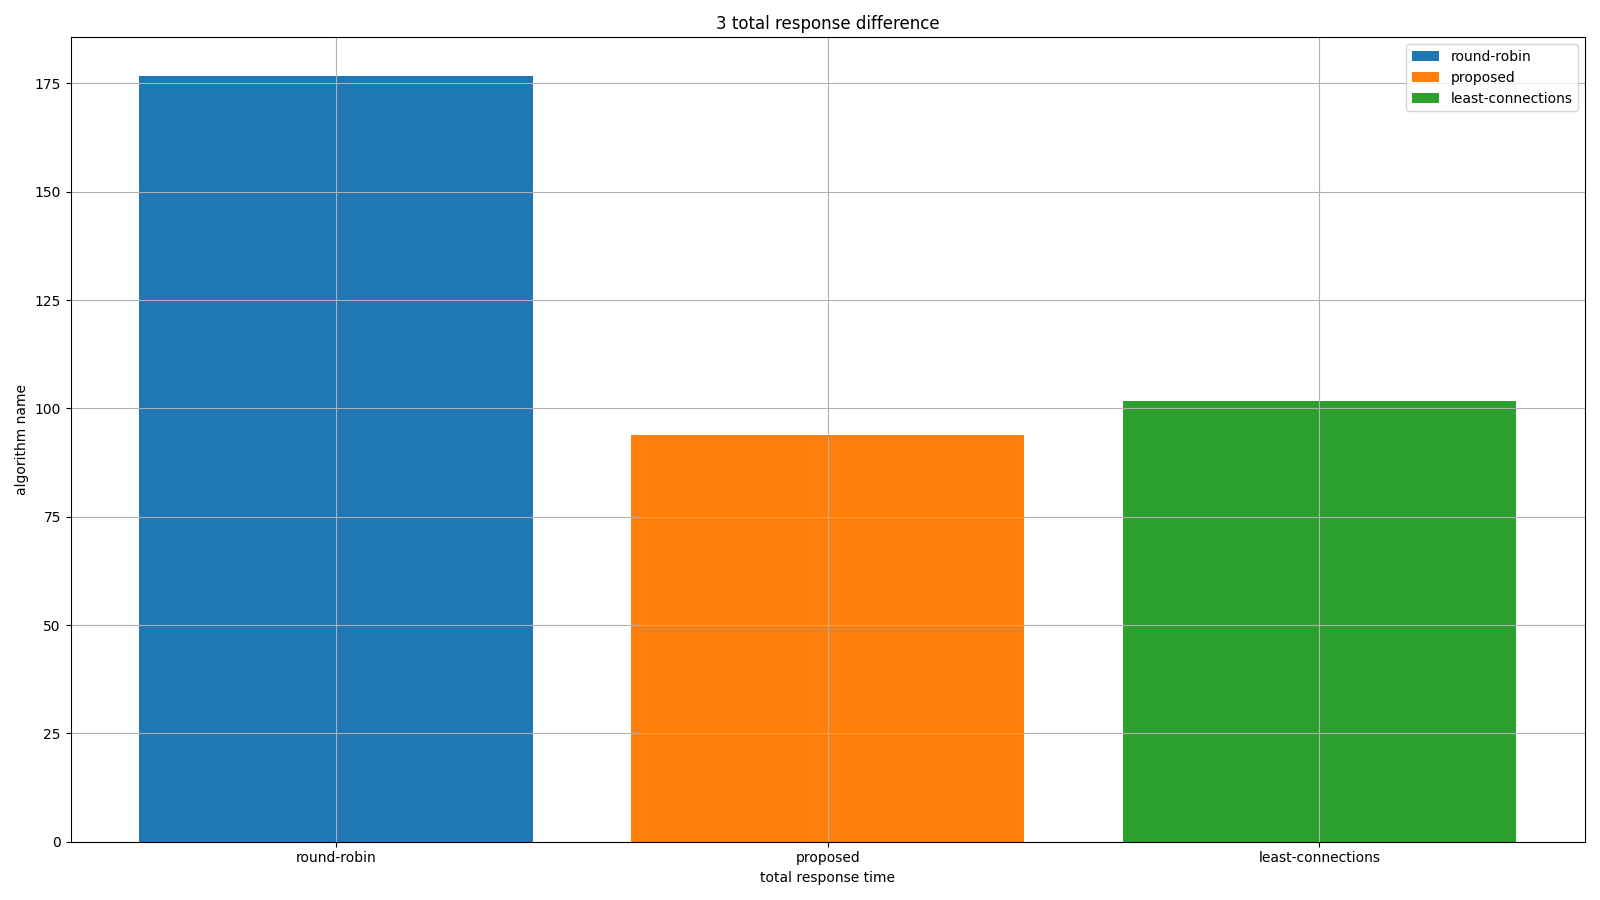 3 total response difference
round-robin
proposed
least-connections
algorithm name
175
150
125
100
75
50
25
0
round-robin proposed least-connections
total response time